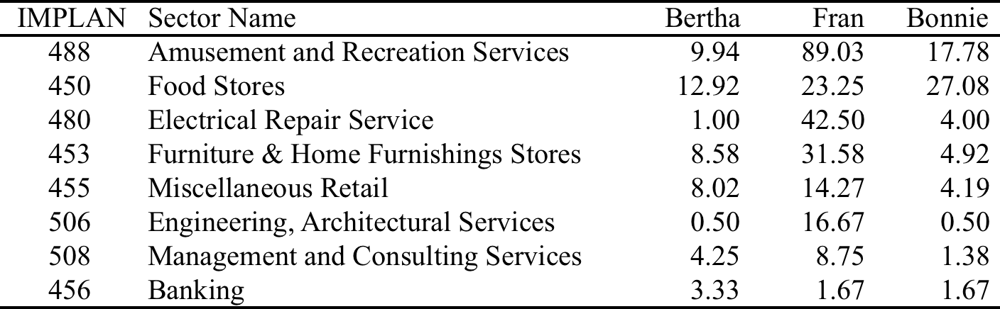 IMPLAN Sector Name Bertha Fran Bonnie
488 Amusement and Recreation Services 9.94 89.03 17.78
450 Food Stores 12.92 23.25 27.08
480 Electrical Repair Service 1.00 42.50 4.00
453 Furniture & Home Furnishings Stores 8.58 31.58 4.92
455 Miscellaneous Retail 8.02 14.27 4.19
506 Engineering, Architectural Services 0.50 16.67 0.50
508 Management and Consulting Services 4.25 8.75 1.38
456 Banking 3.33 1.67 1.67